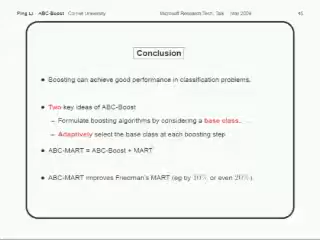 Ping Li ABC-Boost Cornell University Microsoft Research Tech. Talk May 2009 45
Conclusion
• Boosting can achieve good performance in classification problems.
• Two key ideas of ABC-Boost
– Formulate boosting algorithms by considering a base class.
– Adaptively select the base class at each boosting step
• ABC-MART = ABC-Boost + MART
• ABC-MART improves Friedman's MART (eg by 10%, or even 20%).